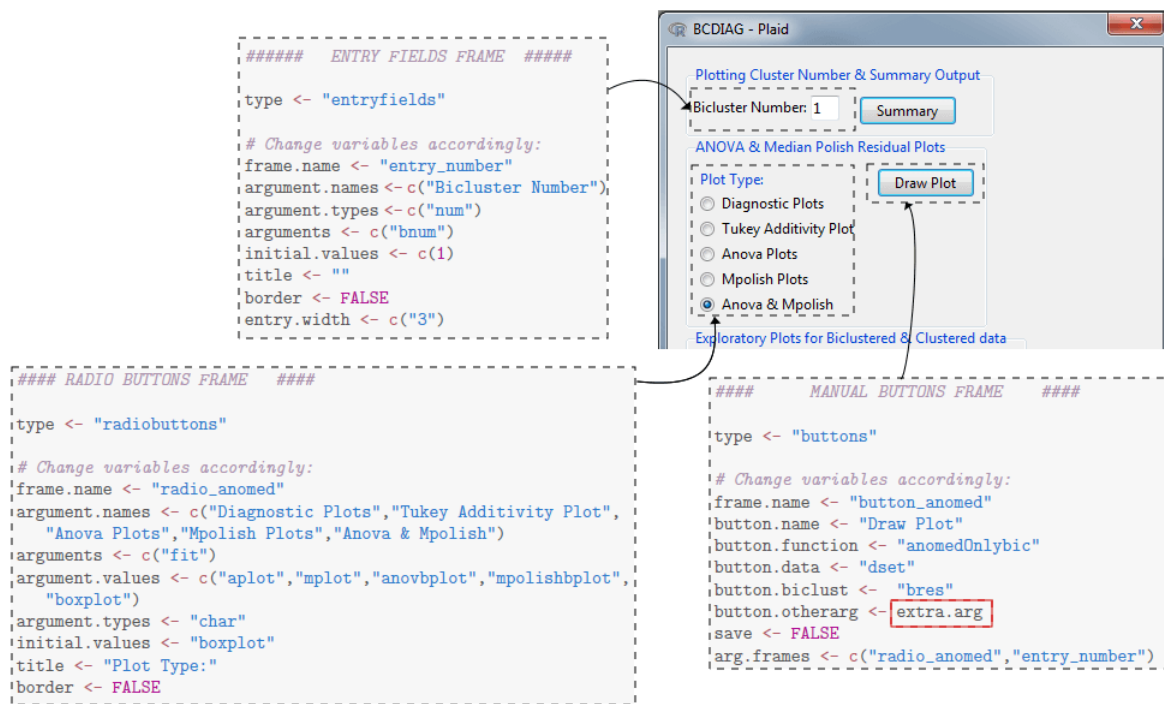 ###### ENTRY FIELDS FRAME #####
type <- "entryfields"
# Change variables accordingly:
frame.name <- "entry_number"
argument.names <- c("Bicluster Number")
argument.types <- c("num")
arguments <- c("bnum")
initial.values <- c(1)
title <- ""
border <- FALSE
entry.width <- c("3")
BCDIAG - Plaid
Plotting Cluster Number & Summary Output
Bicluster Number: 1 Summary
ANOVA & Median Polish Residual Plots
Plot Type: Draw Plot
Diagnostic Plots
Tukey Additivity Plot
Anova Plots
Mpolish Plots
Anova & Mpolish
Exploratory Plots for Biclustered & Clustered data
#### RADIO BUTTONS FRAME ####
type <- "radiobuttons"
# Change variables accordingly:
frame.name <- "radio_anomed"
argument.names <- c("Diagnostic Plots","Tukey Additivity Plot",
"Anova Plots","Mpolish Plots","Anova & Mpolish")
arguments <- c("fit")
argument.values <- c("aplot","mplot","anovbplot","mpolishbplot",
"boxplot")
argument.types <- "char"
initial.values <- "boxplot"
title <- "Plot Type:"
border <- FALSE
#### MANUAL BUTTONS FRAME ####
type <- "buttons"
# Change variables accordingly:
frame.name <- "button_anomed"
button.name <- "Draw Plot"
button.function <- "anomedOnlybic"
button.data <- "dset"
button.biclust <- "bres"
button.otherarg <- extra.arg
save <- FALSE
arg.frames <- c("radio_anomed","entry_number")